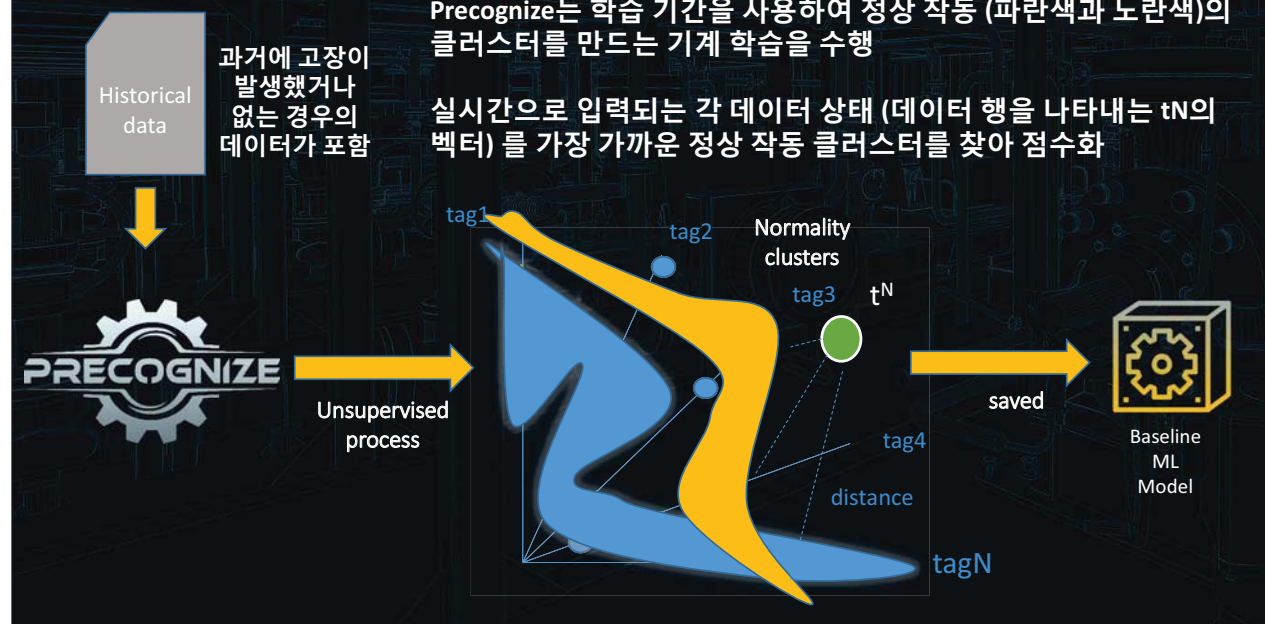 Precognize는 학습 기간을 사용하여 정상 작동 (파란색과 노란색)의
클러스터를 만드는 기계 학습을 수행
실시간으로 입력되는 각 데이터 상태 (데이터 행을 나타내는 tN의
벡터) 를 가장 가까운 정상 작동 클러스터를 찾아 점수화
Historical
data
과거에 고장이
발생했거나
없는 경우의
데이터가 포함
PRECOGNIZE
Unsupervised
process
tag1
tag2
Normality
clusters
tag3
tN
tag4
distance
tagN
saved
Baseline
ML
Model